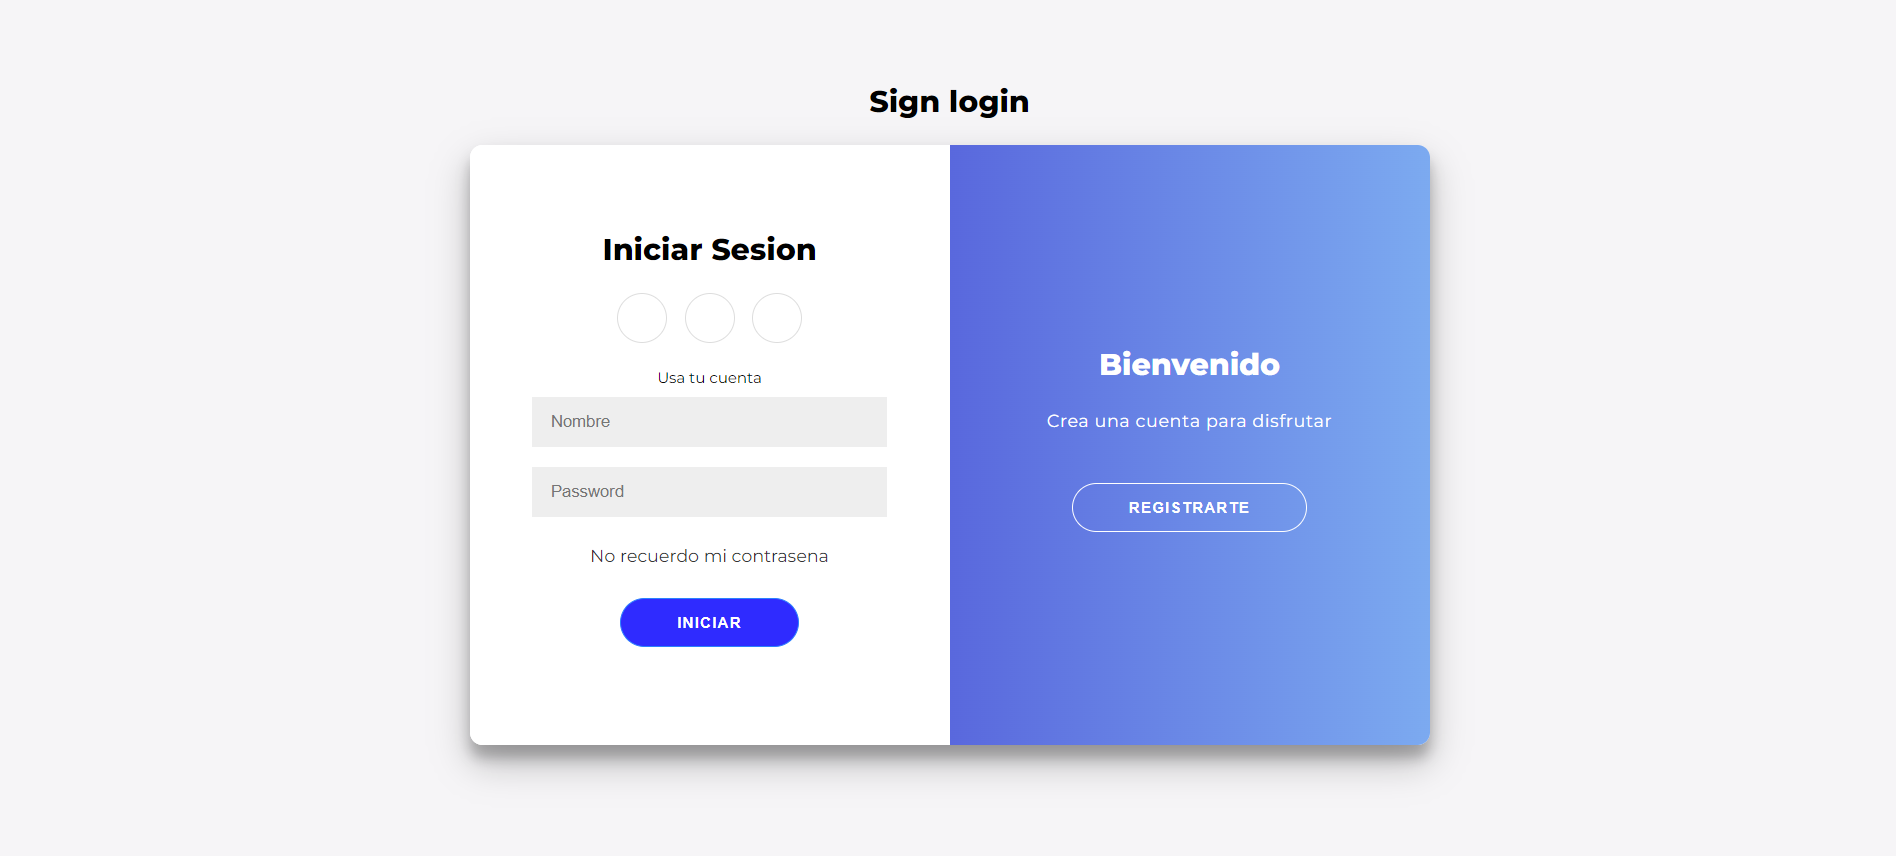 Sign login
Iniciar Sesion
Usa tu cuenta
Nombre
Password
No recuerdo mi contrasena
INICIAR
Bienvenido
Crea una cuenta para disfrutar
REGISTRARTE